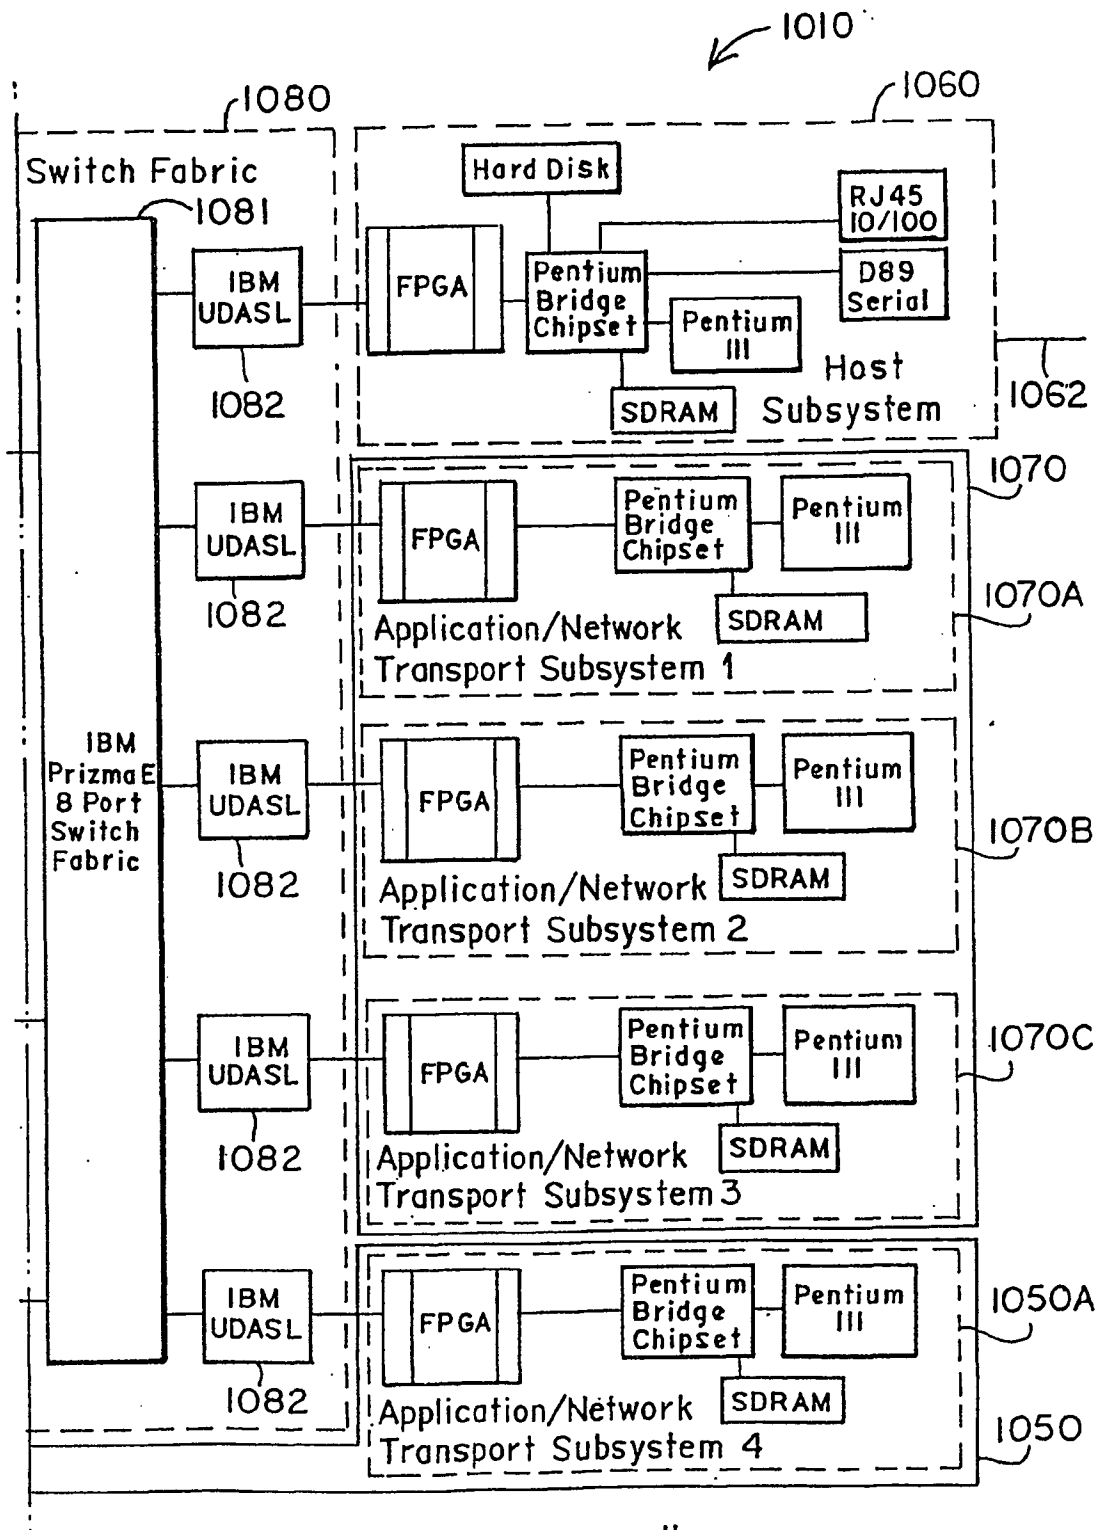 1010
1080
1060
Switch Fabric
1081
Hard Disk
RJ45
10/100
D89
Serial
IBM
UDASL
FPGA
Pentium
Bridge
Chipset
Pentium
III
1082
SDRAM
Host
Subsystem
1062
1070
IBM
UDASL
FPGA
Pentium
Bridge
Chipset
Pentium
III
1082
1070A
SDRAM
Application/Network
Transport Subsystem 1
IBM
PrizmaE
8 Port
Switch
Fabric
IBM
UDASL
FPGA
Pentium
Bridge
Chipset
Pentium
III
1082
1070B
SDRAM
Application/Network
Transport Subsystem 2
IBM
UDASL
FPGA
Pentium
Bridge
Chipset
Pentium
III
1070C
1082
SDRAM
Application/Network
Transport Subsystem 3
IBM
UDASL
FPGA
Pentium
Bridge
Chipset
Pentium
III
1050A
1082
SDRAM
Application/Network
Transport Subsystem 4
1050